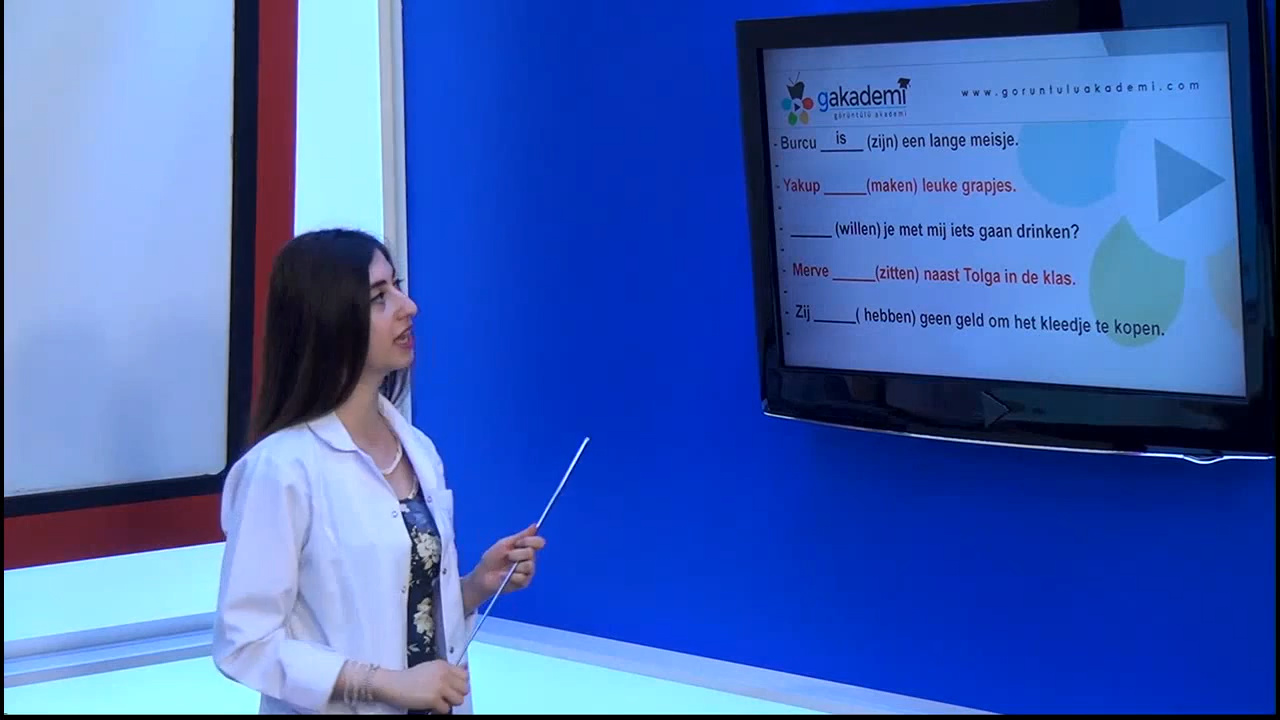 gakademi
görüntülü akademi
www.goruntuluakademi.com
- Burcu __is__ (zijn) een lange meisje.
-
- Yakup _____(maken) leuke grapjes.
-
- _____ (willen) je met mij iets gaan drinken?
-
- Merve _____(zitten) naast Tolga in de klas.
-
- Zij _____( hebben) geen geld om het kleedje te kopen.
-